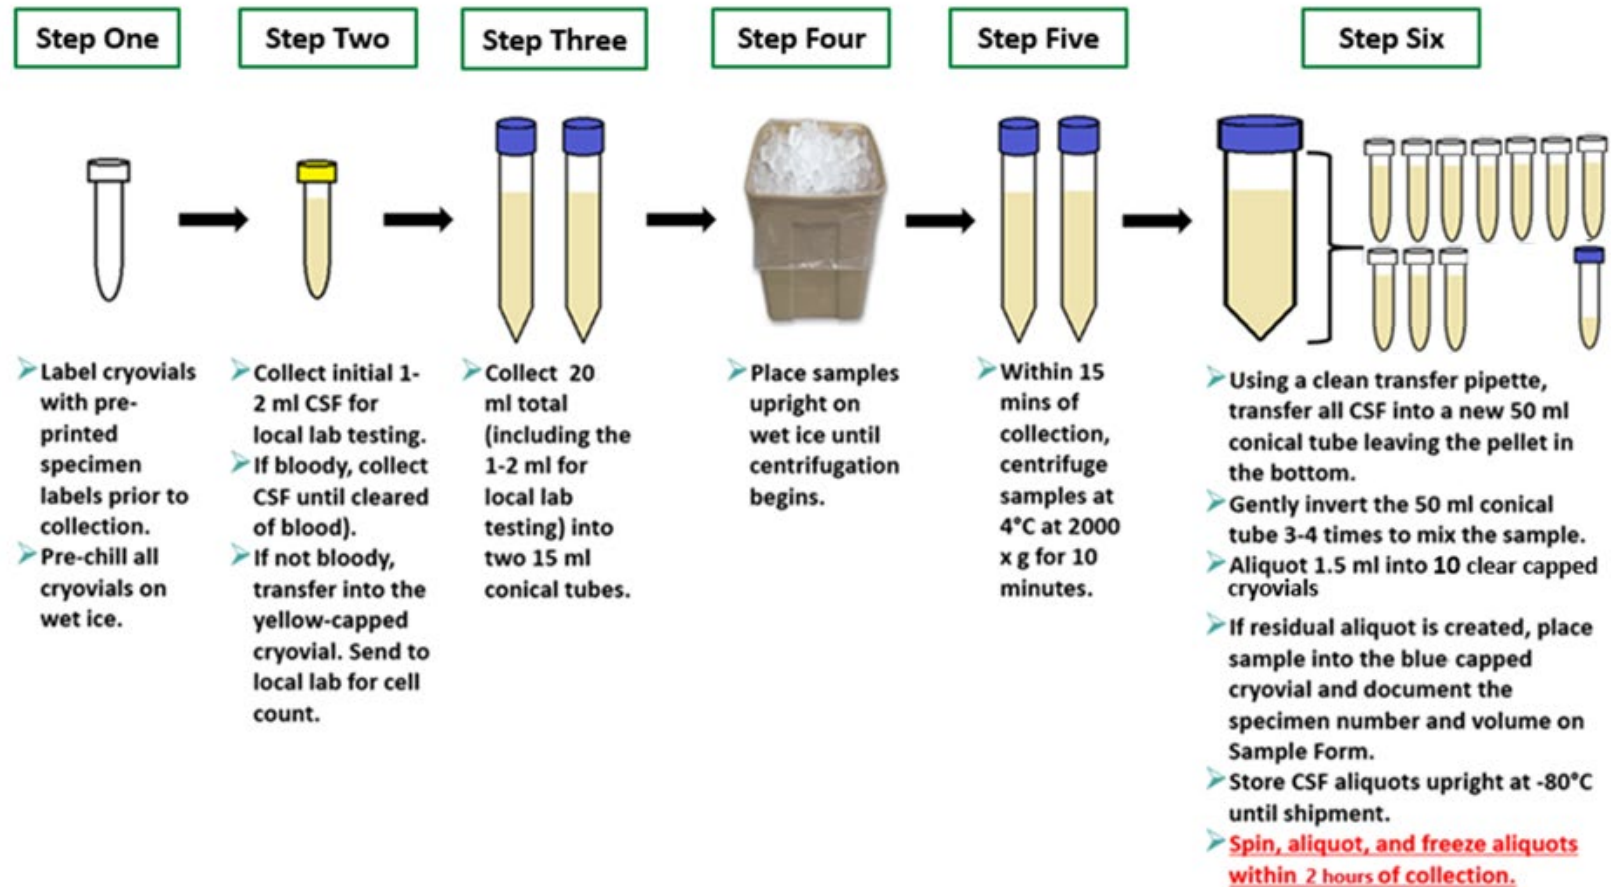 Step One
Step Two
Step Three
Step Four
Step Five
Step Six
Label cryovials
with pre-
printed
specimen
labels prior to
collection.
Pre-chill all
cryovials on
wet ice.
Collect initial 1-
2 ml CSF for
local lab testing.
If bloody, collect
CSF until cleared
of blood).
If not bloody,
transfer into the
yellow-capped
cryovial. Send to
local lab for cell
count.
Collect 20
ml total
(including the
1-2 ml for
local lab
testing) into
two 15 ml
conical tubes.
Place samples
upright on
wet ice until
centrifugation
begins.
Within 15
mins of
collection,
centrifuge
samples at
4°C at 2000
x g for 10
minutes.
Using a clean transfer pipette,
transfer all CSF into a new 50 ml
conical tube leaving the pellet in
the bottom.
Gently invert the 50 ml conical
tube 3-4 times to mix the sample.
Aliquot 1.5 ml into 10 clear capped
cryovials
If residual aliquot is created, place
sample into the blue capped
cryovial and document the
specimen number and volume on
Sample Form.
Store CSF aliquots upright at -80°C
until shipment.
Spin, aliquot, and freeze aliquots
within 2 hours of collection.